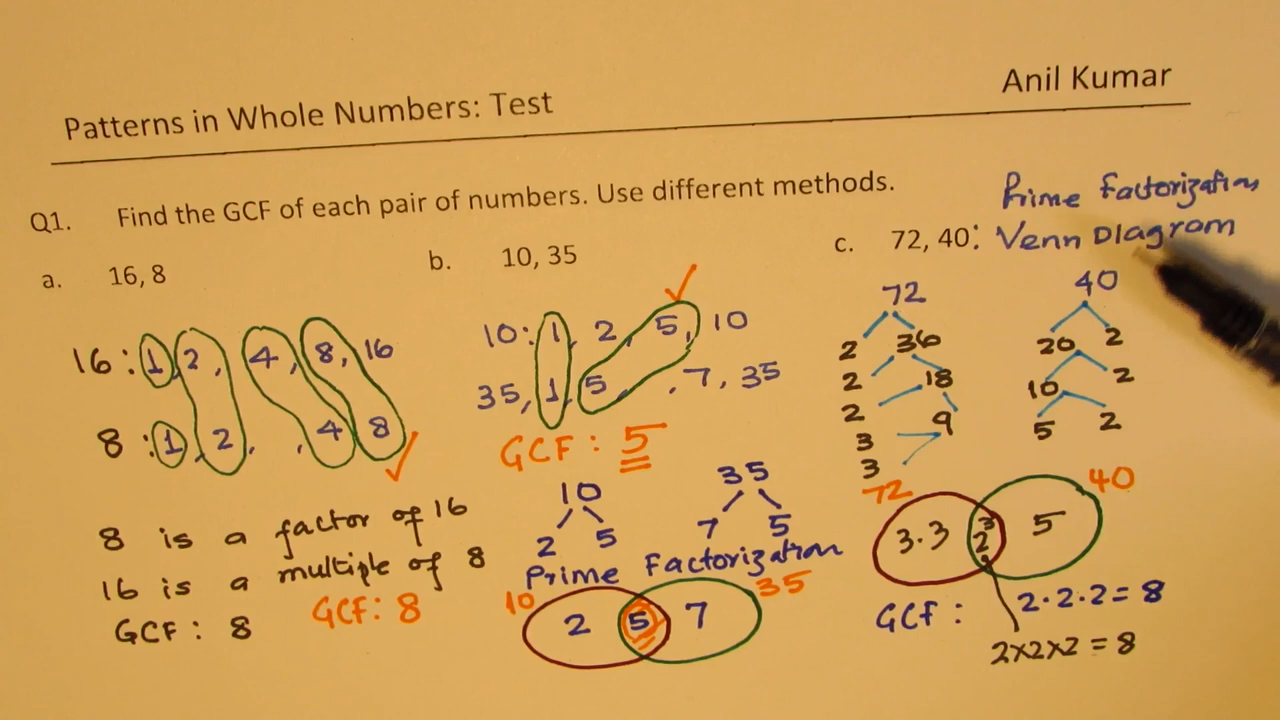 Anil Kumar
Patterns in Whole Numbers: Test
Q1. Find the GCF of each pair of numbers. Use different methods.
Prime Factorization
a. 16, 8
b. 10, 35
c. 72, 40: Venn Diagram
16: 1, 2, 4, 8, 16
8: 1, 2, , , 4, 8
8 is a factor of 16
16 is a multiple of 8
GCF: 8
GCF: 8
10: 1, 2, 5, 10
35, 1, 5, , 7, 35
GCF: 5
10
2 5
35
7 5
Prime Factorization
10 35
2 5 7
72
2 36
2 18
2 9
3
3
40
20 2
10 2
5 2
72 40
3.3 5
GCF: 2.2.2=8
2×2×2=8